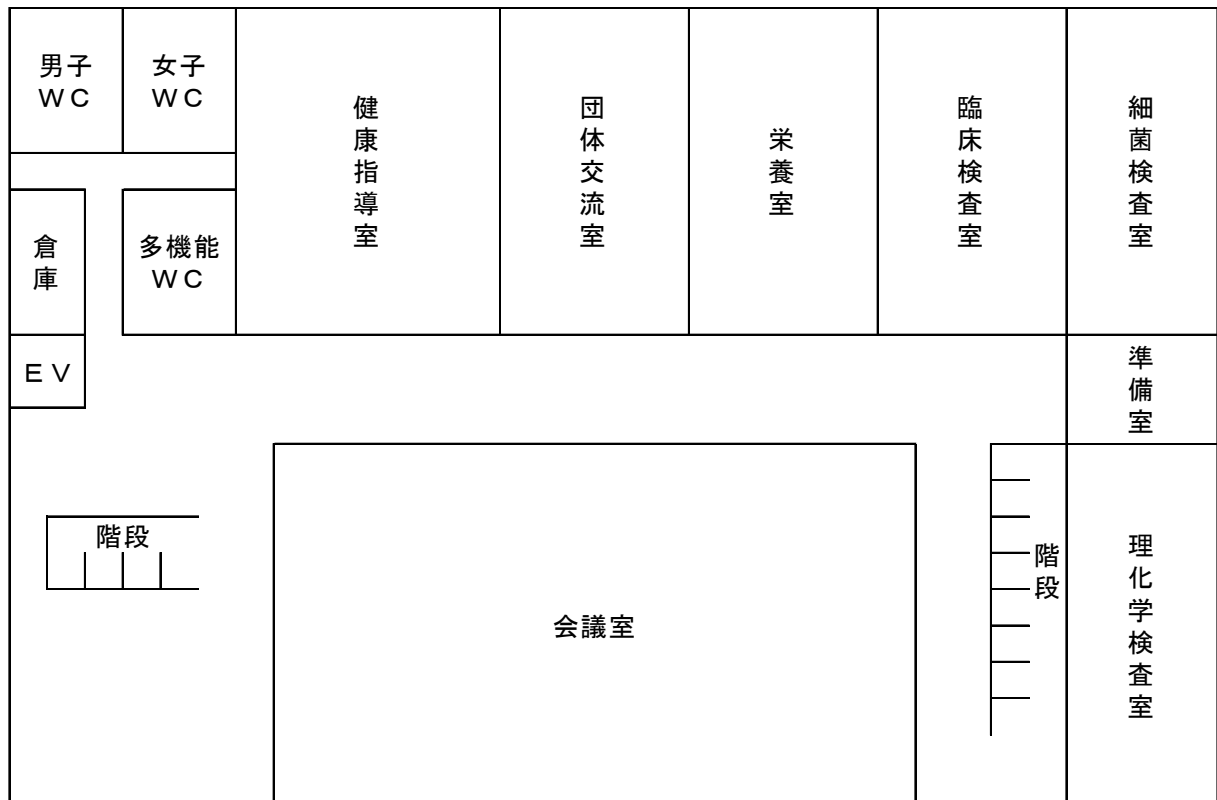 男子
ＷＣ
女子
ＷＣ
健康指導室
団体交流室
栄養室
臨床検査室
細菌検査室
倉庫
多機能
ＷＣ
ＥＶ
準備室
階段
会議室
階段
理化学検査室